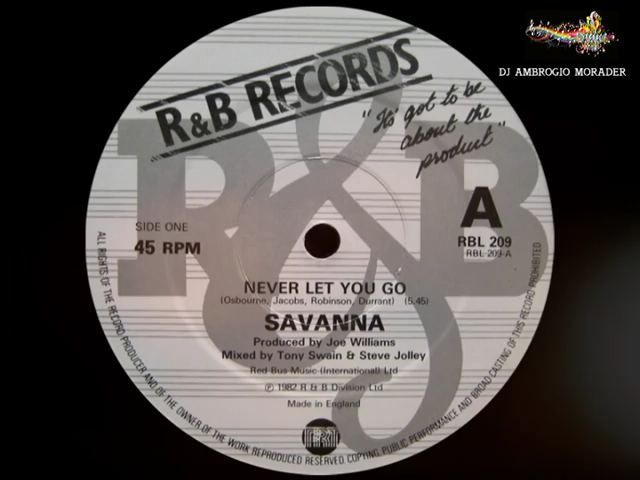 DJ AMBROGIO MORADER
R&B RECORDS
"It's got to be
about the
product"
R&B
A
SIDE ONE
45 RPM
RBL 209
RBL-209-A
NEVER LET YOU GO
(Osbourne, Jacobs, Robinson, Durrant) (5:45)
SAVANNA
Produced by Joe Williams
Mixed by Tony Swain & Steve Jolley
Red Bus Music (International) Ltd
℗ 1982 R & B Division Ltd
Made in England
ALL RIGHTS OF THE RECORD PRODUCER AND OF THE OWNER OF THE WORK REPRODUCED RESERVED. COPYING, PUBLIC PERFORMANCE AND BROAD CASTING OF THIS RECORD PROHIBITED